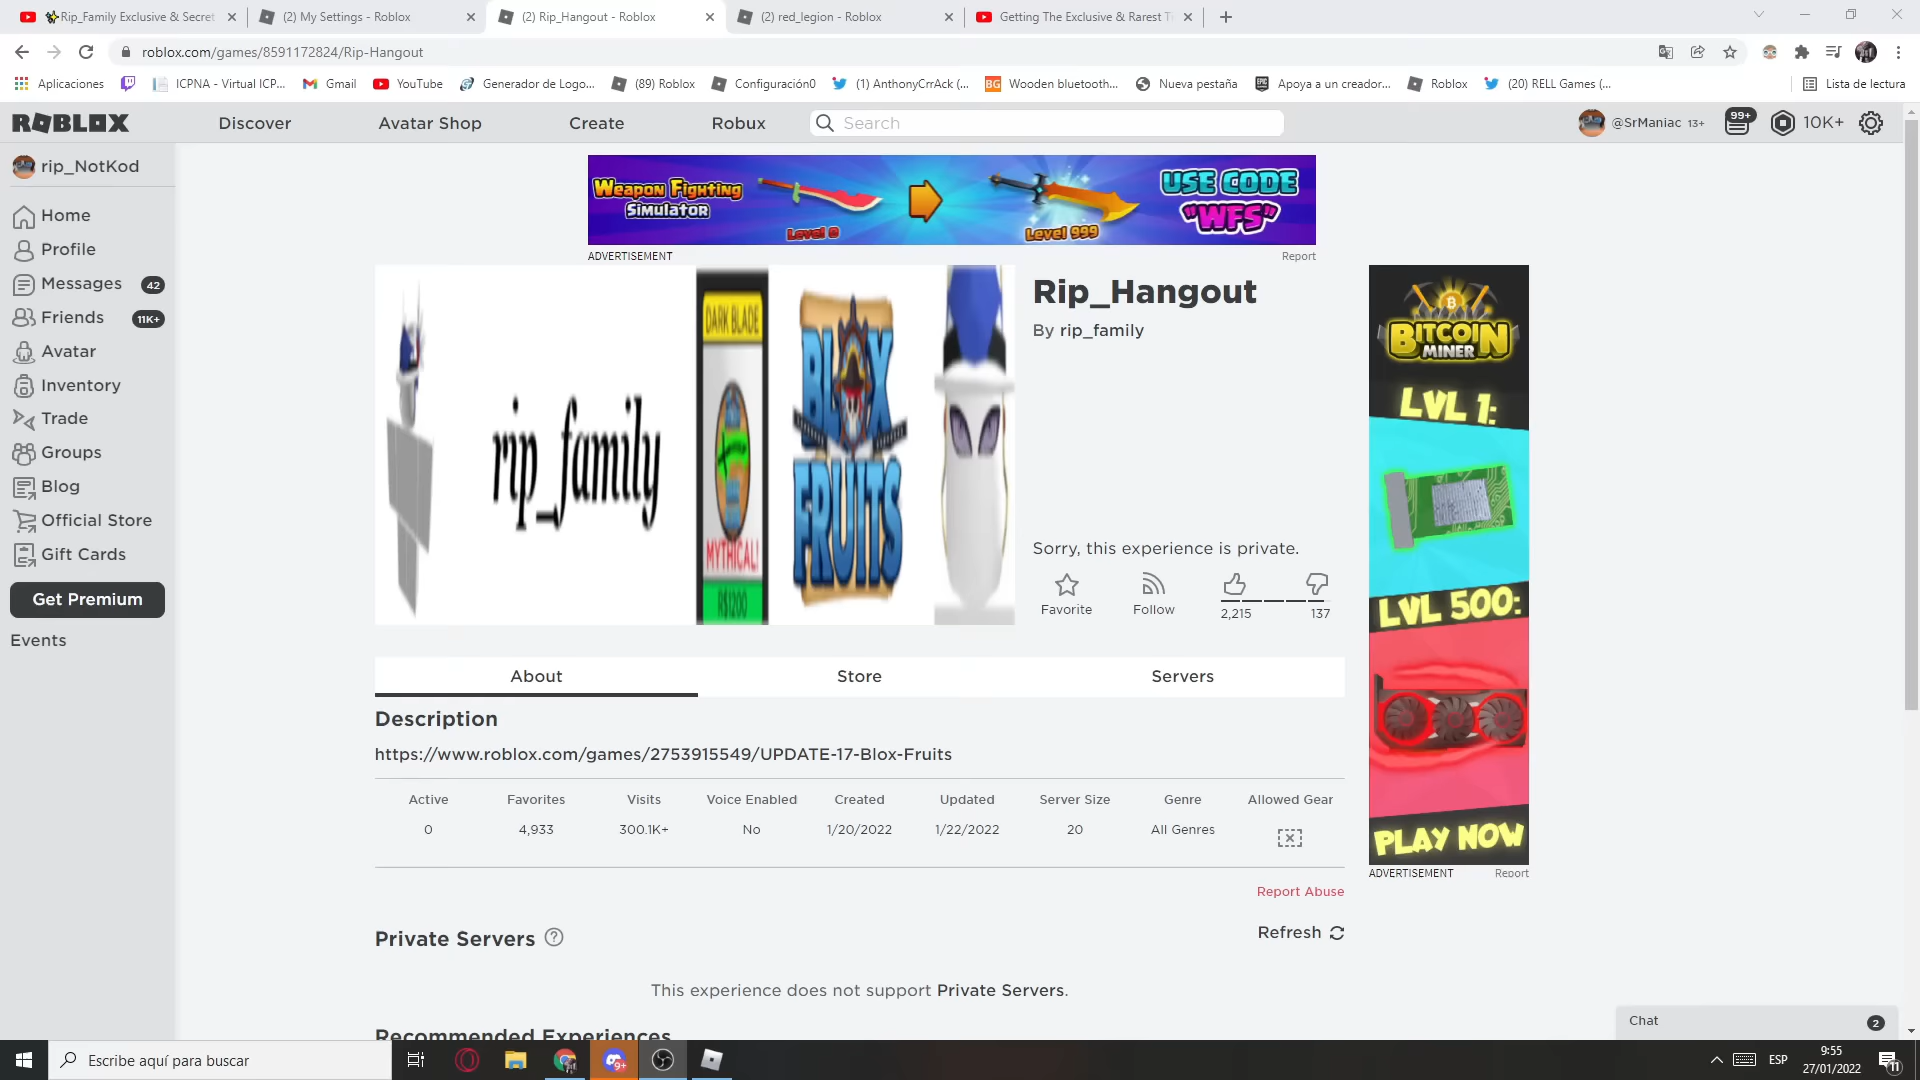 Rip_Family Exclusive & Secret
(2) My Settings - Roblox
(2) Rip_Hangout - Roblox
(2) red_legion - Roblox
Getting The Exclusive & Rarest T
roblox.com/games/8591172824/Rip-Hangout
Aplicaciones
ICPNA - Virtual ICP...
Gmail
YouTube
Generador de Logo...
(89) Roblox
Configuración0
(1) AnthonyCrrAck (...
BG
Wooden bluetooth...
Nueva pestaña
Apoya a un creador...
Roblox
(20) RELL Games (...
Lista de lectura
ROBLOX
Discover
Avatar Shop
Create
Robux
Search
@SrManiac 13+
99+
10K+
rip_NotKod
Home
Profile
Messages 42
Friends 11K+
Avatar
Inventory
Trade
Groups
Blog
Official Store
Gift Cards
Get Premium
Events
WEAPON FIGHTING
SIMULATOR
Level 0
Level 999
USE CODE
"WFS"
ADVERTISEMENT
Report
rip_family
DARK BLADE
MYTHICAL!
R$1200
BLOX
FRUITS
Rip_Hangout
By rip_family
Sorry, this experience is private.
Favorite
Follow
2,215
137
BITCOIN
MINER
LVL 1:
LVL 500:
PLAY NOW
ADVERTISEMENT
Report
About
Store
Servers
Description
https://www.roblox.com/games/2753915549/UPDATE-17-Blox-Fruits
Active Favorites Visits Voice Enabled Created Updated Server Size Genre Allowed Gear
0 4,933 300.1K+ No 1/20/2022 1/22/2022 20 All Genres
Report Abuse
Private Servers
Refresh
This experience does not support Private Servers.
Recommended Experiences
Chat
2
Escribe aquí para buscar
9+
ESP
9:55
27/01/2022
11